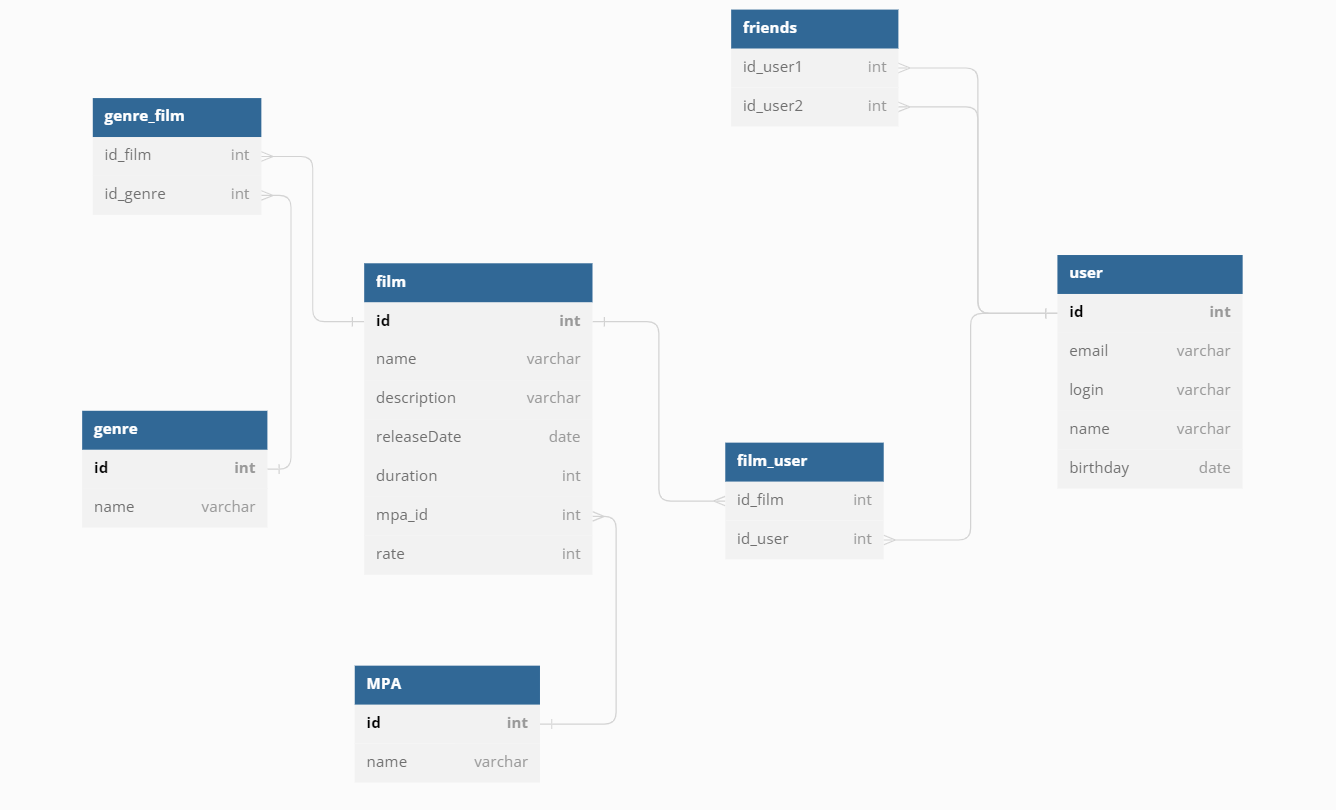 friends
id_user1 int
id_user2 int
genre_film
id_film int
id_genre int
film
id int
name varchar
description varchar
releaseDate date
duration int
mpa_id int
rate int
user
id int
email varchar
login varchar
name varchar
birthday date
genre
id int
name varchar
film_user
id_film int
id_user int
MPA
id int
name varchar